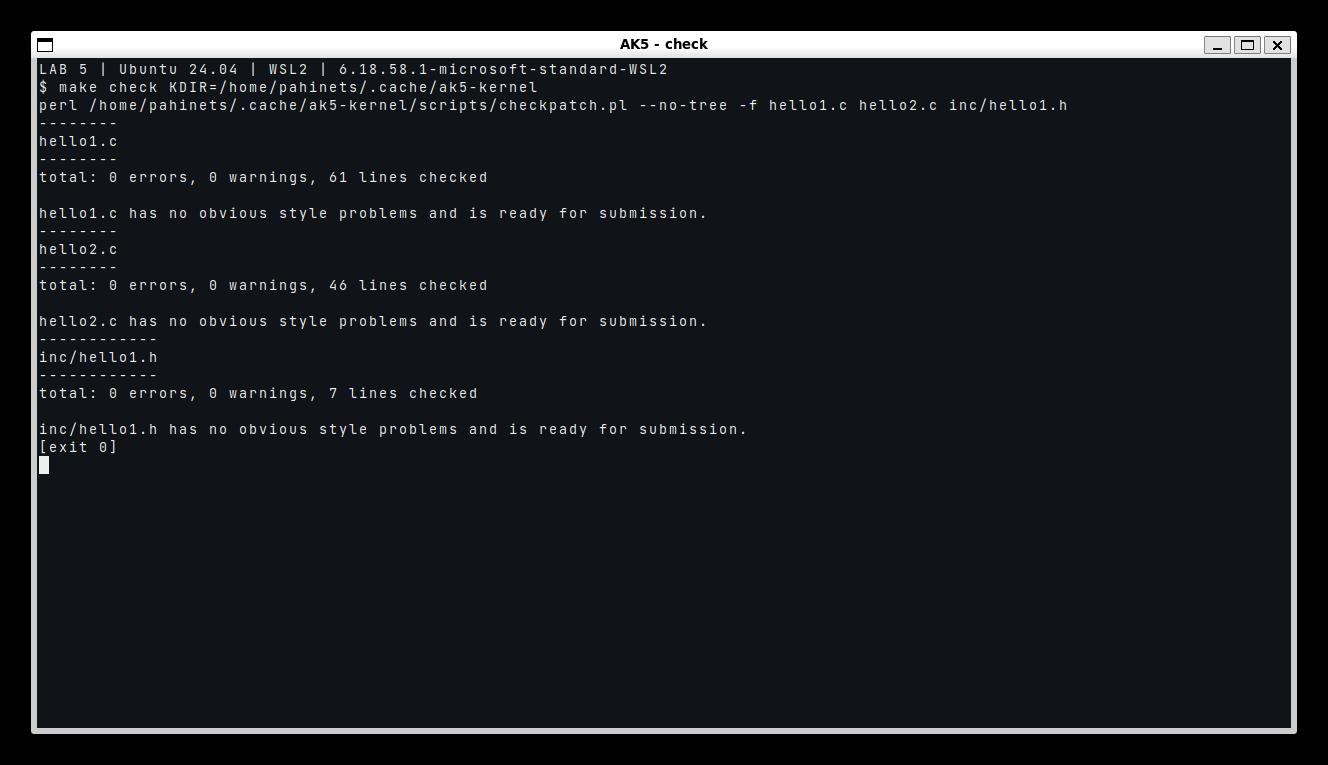 AK5 - check
LAB 5 | Ubuntu 24.04 | WSL2 | 6.18.58.1-microsoft-standard-WSL2
$ make check KDIR=/home/pahinets/.cache/ak5-kernel
perl /home/pahinets/.cache/ak5-kernel/scripts/checkpatch.pl --no-tree -f hello1.c hello2.c inc/hello1.h
--------
hello1.c
--------
total: 0 errors, 0 warnings, 61 lines checked
hello1.c has no obvious style problems and is ready for submission.
--------
hello2.c
--------
total: 0 errors, 0 warnings, 46 lines checked
hello2.c has no obvious style problems and is ready for submission.
------------
inc/hello1.h
------------
total: 0 errors, 0 warnings, 7 lines checked
inc/hello1.h has no obvious style problems and is ready for submission.
[exit 0]